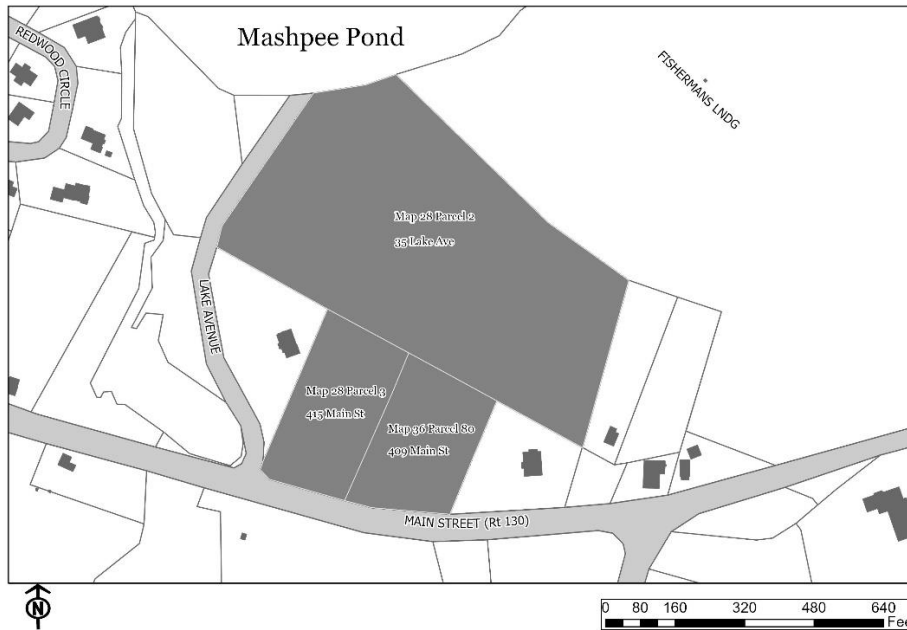 REDWOOD CIRCLE
Mashpee Pond
FISHERMANS LNDG
Map 28 Parcel 2
35 Lake Ave
LAKE AVENUE
Map 28 Parcel 3
415 Main St
Map 36 Parcel 80
409 Main St
MAIN STREET (Rt 130)
N
0 80 160 320 480 640
Fee